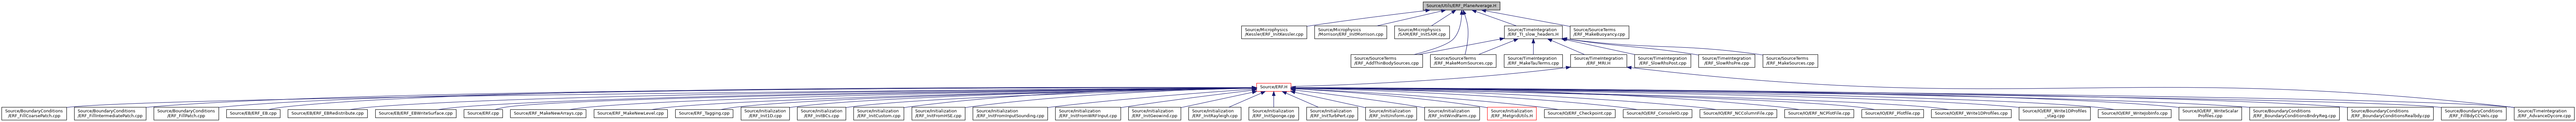 Source/Utils/ERF_PlaneAverage.H
Source/Microphysics
/Kessler/ERF_InitKessler.cpp
Source/Microphysics
/Morrison/ERF_InitMorrison.cpp
Source/Microphysics
/SAM/ERF_InitSAM.cpp
Source/TimeIntegration
/ERF_TI_slow_headers.H
Source/SourceTerms
/ERF_MakeBuoyancy.cpp
Source/SourceTerms
/ERF_AddThinBodySources.cpp
Source/SourceTerms
/ERF_MakeMomSources.cpp
Source/TimeIntegration
/ERF_MakeTauTerms.cpp
Source/TimeIntegration
/ERF_MRI.H
Source/TimeIntegration
/ERF_SlowRhsPost.cpp
Source/TimeIntegration
/ERF_SlowRhsPre.cpp
Source/SourceTerms
/ERF_MakeSources.cpp
Source/ERF.H
Source/BoundaryConditions
/ERF_FillCoarsePatch.cpp
Source/BoundaryConditions
/ERF_FillIntermediatePatch.cpp
Source/BoundaryConditions
/ERF_FillPatch.cpp
Source/EB/ERF_EB.cpp
Source/EB/ERF_EBRedistribute.cpp
Source/EB/ERF_EBWriteSurface.cpp
Source/ERF.cpp
Source/ERF_MakeNewArrays.cpp
Source/ERF_MakeNewLevel.cpp
Source/ERF_Tagging.cpp
Source/Initialization
/ERF_Init1D.cpp
Source/Initialization
/ERF_InitBCs.cpp
Source/Initialization
/ERF_InitCustom.cpp
Source/Initialization
/ERF_InitFromHSE.cpp
Source/Initialization
/ERF_InitFromInputSounding.cpp
Source/Initialization
/ERF_InitFromWRFInput.cpp
Source/Initialization
/ERF_InitGeowind.cpp
Source/Initialization
/ERF_InitRayleigh.cpp
Source/Initialization
/ERF_InitSponge.cpp
Source/Initialization
/ERF_InitTurbPert.cpp
Source/Initialization
/ERF_InitUniform.cpp
Source/Initialization
/ERF_InitWindFarm.cpp
Source/Initialization
/ERF_MetgridUtils.H
Source/IO/ERF_Checkpoint.cpp
Source/IO/ERF_ConsoleIO.cpp
Source/IO/ERF_NCColumnFile.cpp
Source/IO/ERF_NCPlotFile.cpp
Source/IO/ERF_Plotfile.cpp
Source/IO/ERF_Write1DProfiles.cpp
Source/IO/ERF_Write1DProfiles
_stag.cpp
Source/IO/ERF_WriteJobInfo.cpp
Source/IO/ERF_WriteScalar
Profiles.cpp
Source/BoundaryConditions
/ERF_BoundaryConditionsBndryReg.cpp
Source/BoundaryConditions
/ERF_BoundaryConditionsRealbdy.cpp
Source/BoundaryConditions
/ERF_FillBdyCCVels.cpp
Source/TimeIntegration
/ERF_AdvanceDycore.cpp